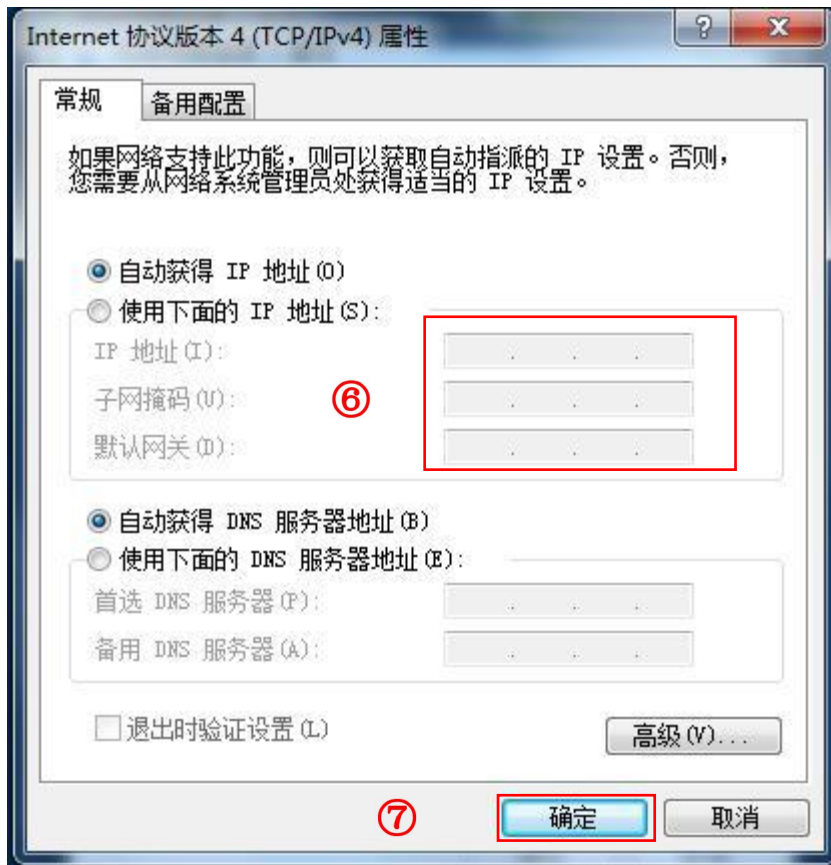 Internet 协议版本 4 (TCP/IPv4) 属性
常规
备用配置
如果网络支持此功能，则可以获取自动指派的 IP 设置。否则，
您需要从网络系统管理员处获得适当的 IP 设置。
自动获得 IP 地址(O)
使用下面的 IP 地址(S):
IP 地址(I):
子网掩码(U):
⑥
默认网关(D):
自动获得 DNS 服务器地址(B)
使用下面的 DNS 服务器地址(E):
首选 DNS 服务器(P):
备用 DNS 服务器(A):
退出时验证设置(L)
高级(V)...
⑦
确定
取消